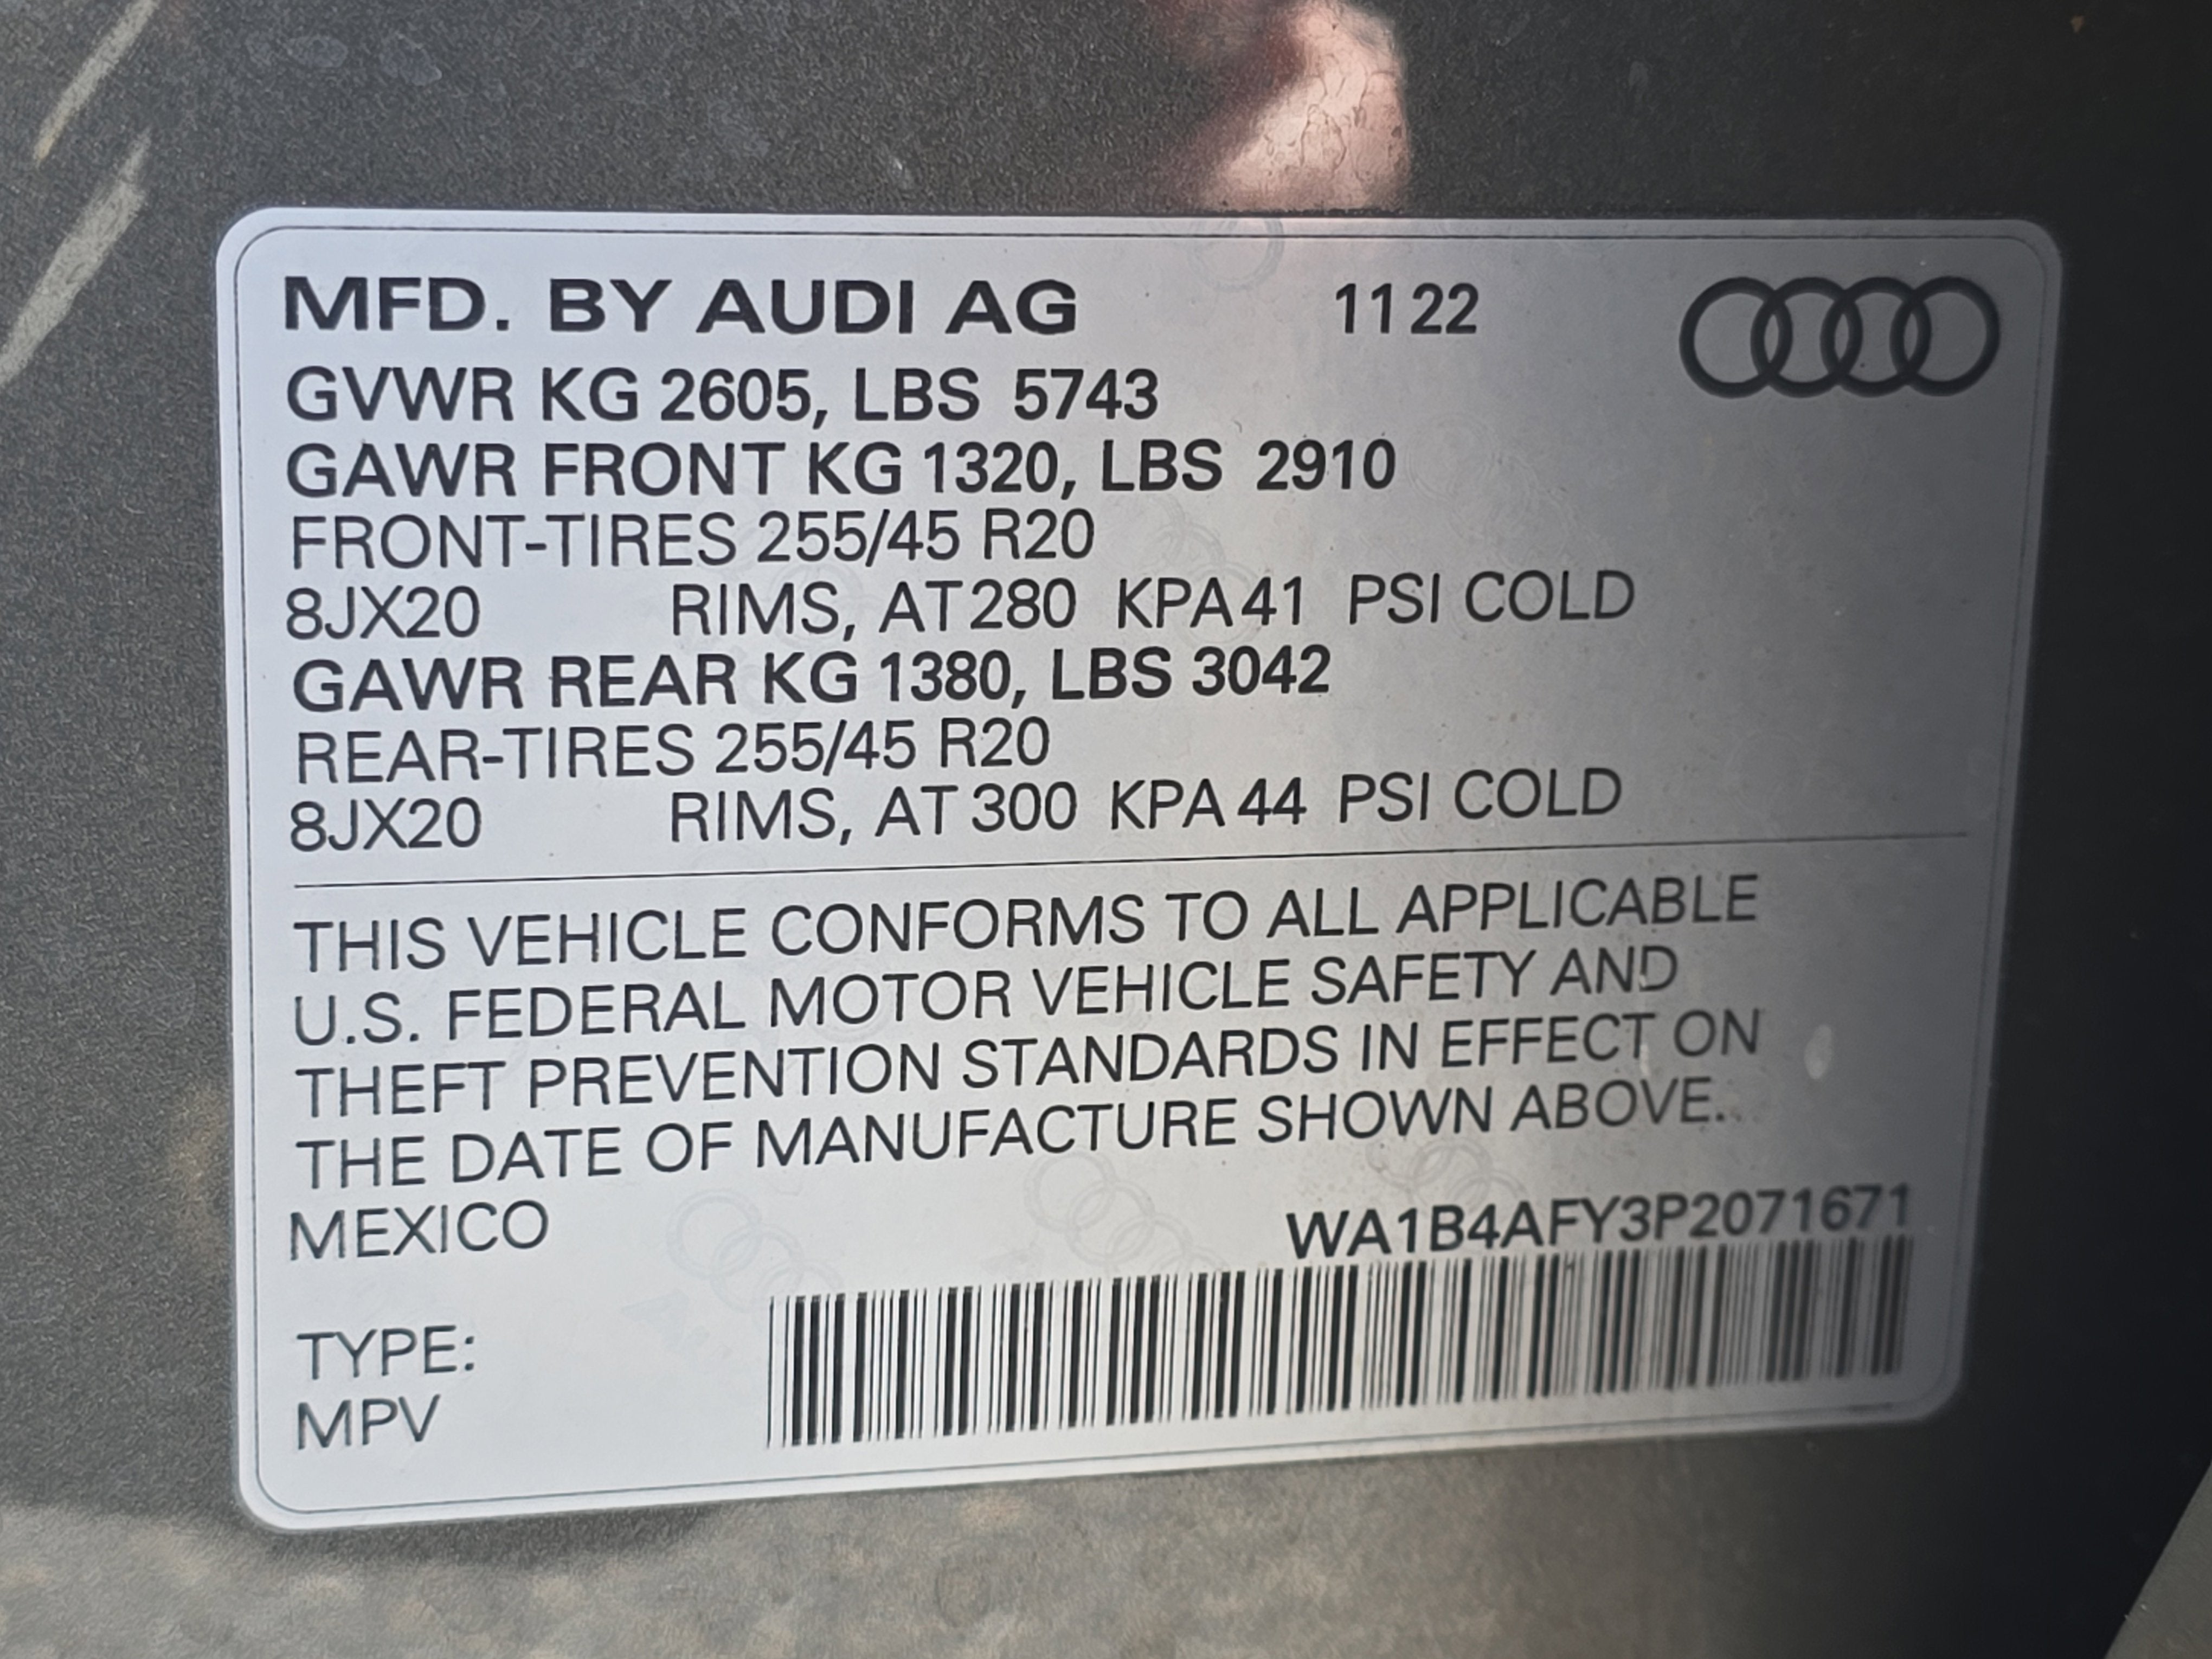 MFD. BY AUDI AG 11 22
GVWR KG 2605, LBS 5743
GAWR FRONT KG 1320, LBS 2910
FRONT-TIRES 255/45 R20
8JX20 RIMS, AT 280 KPA 41 PSI COLD
GAWR REAR KG 1380, LBS 3042
REAR-TIRES 255/45 R20
8JX20 RIMS, AT 300 KPA 44 PSI COLD
THIS VEHICLE CONFORMS TO ALL APPLICABLE
U.S. FEDERAL MOTOR VEHICLE SAFETY AND
THEFT PREVENTION STANDARDS IN EFFECT ON
THE DATE OF MANUFACTURE SHOWN ABOVE.
MEXICO WA1B4AFY3P2071671
TYPE:
MPV